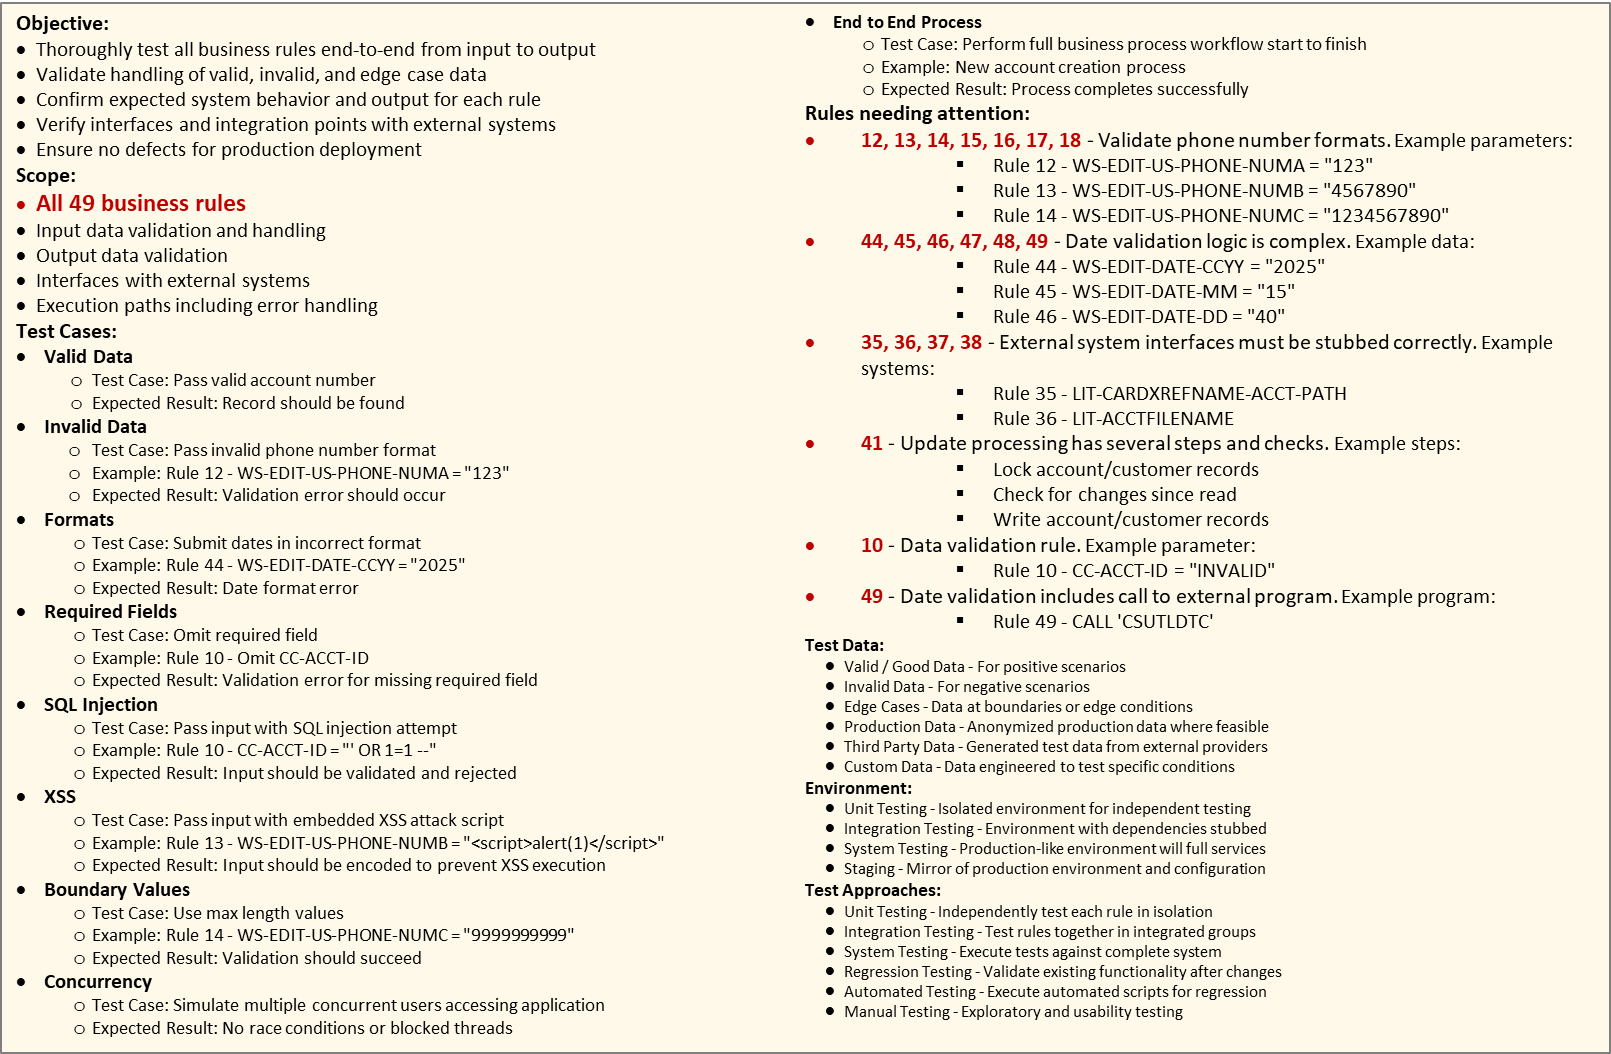 Objective:
• Thoroughly test all business rules end-to-end from input to output
• Validate handling of valid, invalid, and edge case data
• Confirm expected system behavior and output for each rule
• Verify interfaces and integration points with external systems
• Ensure no defects for production deployment
Scope:
• All 49 business rules
• Input data validation and handling
• Output data validation
• Interfaces with external systems
• Execution paths including error handling
Test Cases:
• Valid Data
o Test Case: Pass valid account number
o Expected Result: Record should be found
• Invalid Data
o Test Case: Pass invalid phone number format
o Example: Rule 12 - WS-EDIT-US-PHONE-NUMA = "123"
o Expected Result: Validation error should occur
• Formats
o Test Case: Submit dates in incorrect format
o Example: Rule 44 - WS-EDIT-DATE-CCYY = "2025"
o Expected Result: Date format error
• Required Fields
o Test Case: Omit required field
o Example: Rule 10 - Omit CC-ACCT-ID
o Expected Result: Validation error for missing required field
• SQL Injection
o Test Case: Pass input with SQL injection attempt
o Example: Rule 10 - CC-ACCT-ID = "' OR 1=1 --"
o Expected Result: Input should be validated and rejected
• XSS
o Test Case: Pass input with embedded XSS attack script
o Example: Rule 13 - WS-EDIT-US-PHONE-NUMB = "<script>alert(1)</script>"
o Expected Result: Input should be encoded to prevent XSS execution
• Boundary Values
o Test Case: Use max length values
o Example: Rule 14 - WS-EDIT-US-PHONE-NUMC = "9999999999"
o Expected Result: Validation should succeed
• Concurrency
o Test Case: Simulate multiple concurrent users accessing application
o Expected Result: No race conditions or blocked threads
• End to End Process
o Test Case: Perform full business process workflow start to finish
o Example: New account creation process
o Expected Result: Process completes successfully
Rules needing attention:
• 12, 13, 14, 15, 16, 17, 18 - Validate phone number formats. Example parameters:
▪ Rule 12 - WS-EDIT-US-PHONE-NUMA = "123"
▪ Rule 13 - WS-EDIT-US-PHONE-NUMB = "4567890"
▪ Rule 14 - WS-EDIT-US-PHONE-NUMC = "1234567890"
• 44, 45, 46, 47, 48, 49 - Date validation logic is complex. Example data:
▪ Rule 44 - WS-EDIT-DATE-CCYY = "2025"
▪ Rule 45 - WS-EDIT-DATE-MM = "15"
▪ Rule 46 - WS-EDIT-DATE-DD = "40"
• 35, 36, 37, 38 - External system interfaces must be stubbed correctly. Example
systems:
▪ Rule 35 - LIT-CARDXREFNAME-ACCT-PATH
▪ Rule 36 - LIT-ACCTFILENAME
• 41 - Update processing has several steps and checks. Example steps:
▪ Lock account/customer records
▪ Check for changes since read
▪ Write account/customer records
• 10 - Data validation rule. Example parameter:
▪ Rule 10 - CC-ACCT-ID = "INVALID"
• 49 - Date validation includes call to external program. Example program:
▪ Rule 49 - CALL 'CSUTLDTC'
Test Data:
• Valid / Good Data - For positive scenarios
• Invalid Data - For negative scenarios
• Edge Cases - Data at boundaries or edge conditions
• Production Data - Anonymized production data where feasible
• Third Party Data - Generated test data from external providers
• Custom Data - Data engineered to test specific conditions
Environment:
• Unit Testing - Isolated environment for independent testing
• Integration Testing - Environment with dependencies stubbed
• System Testing - Production-like environment will full services
• Staging - Mirror of production environment and configuration
Test Approaches:
• Unit Testing - Independently test each rule in isolation
• Integration Testing - Test rules together in integrated groups
• System Testing - Execute tests against complete system
• Regression Testing - Validate existing functionality after changes
• Automated Testing - Execute automated scripts for regression
• Manual Testing - Exploratory and usability testing